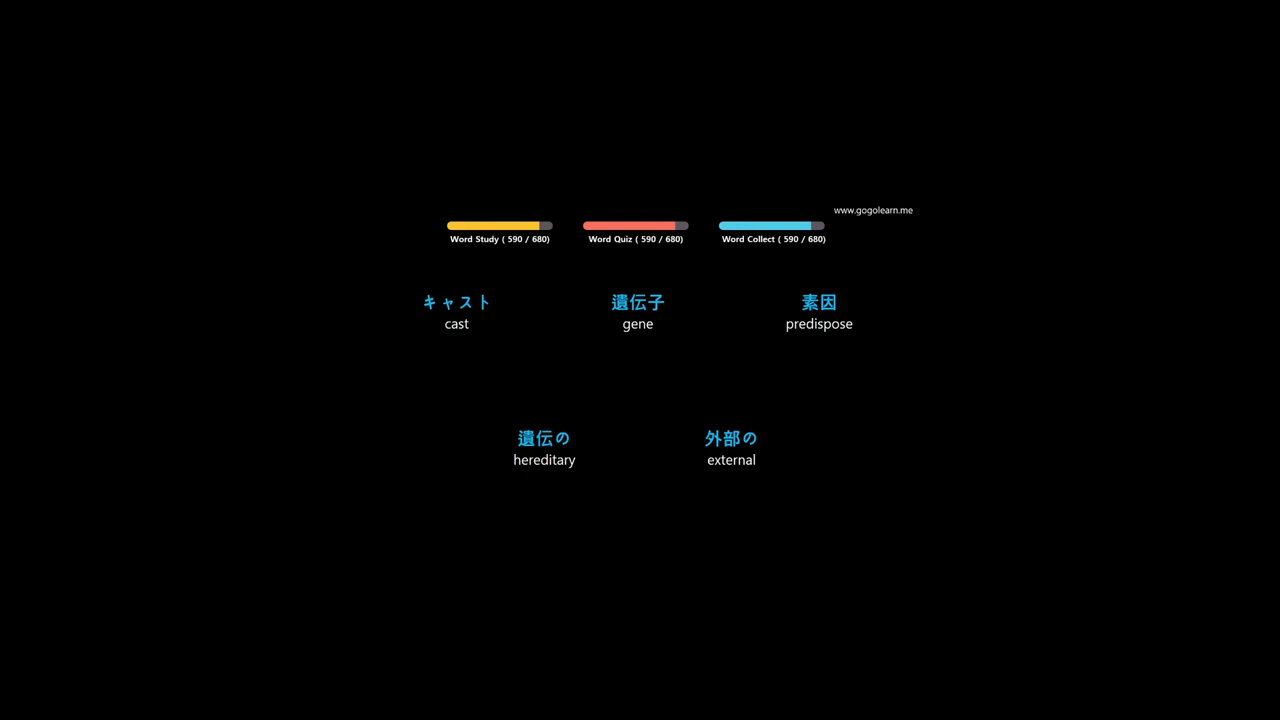 www.gogolearn.me
Word Study ( 590 / 680)
Word Quiz ( 590 / 680)
Word Collect ( 590 / 680)
キャスト
cast
遺伝子
gene
素因
predispose
遺伝の
hereditary
外部の
external